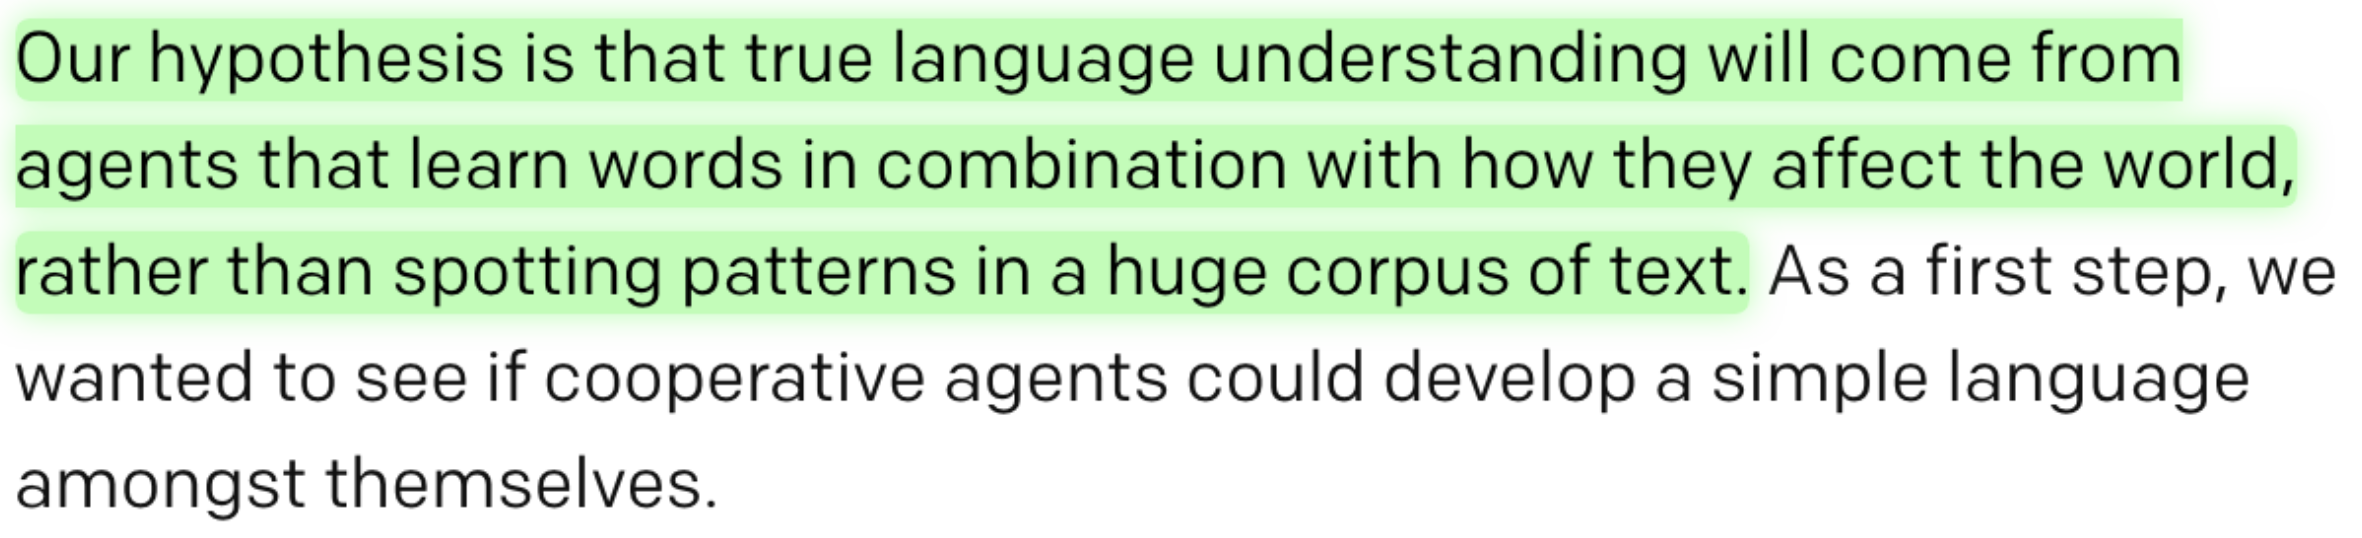 Our hypothesis is that true language understanding will come from
agents that learn words in combination with how they affect the world,
rather than spotting patterns in a huge corpus of text. As a first step, we
wanted to see if cooperative agents could develop a simple language
amongst themselves.